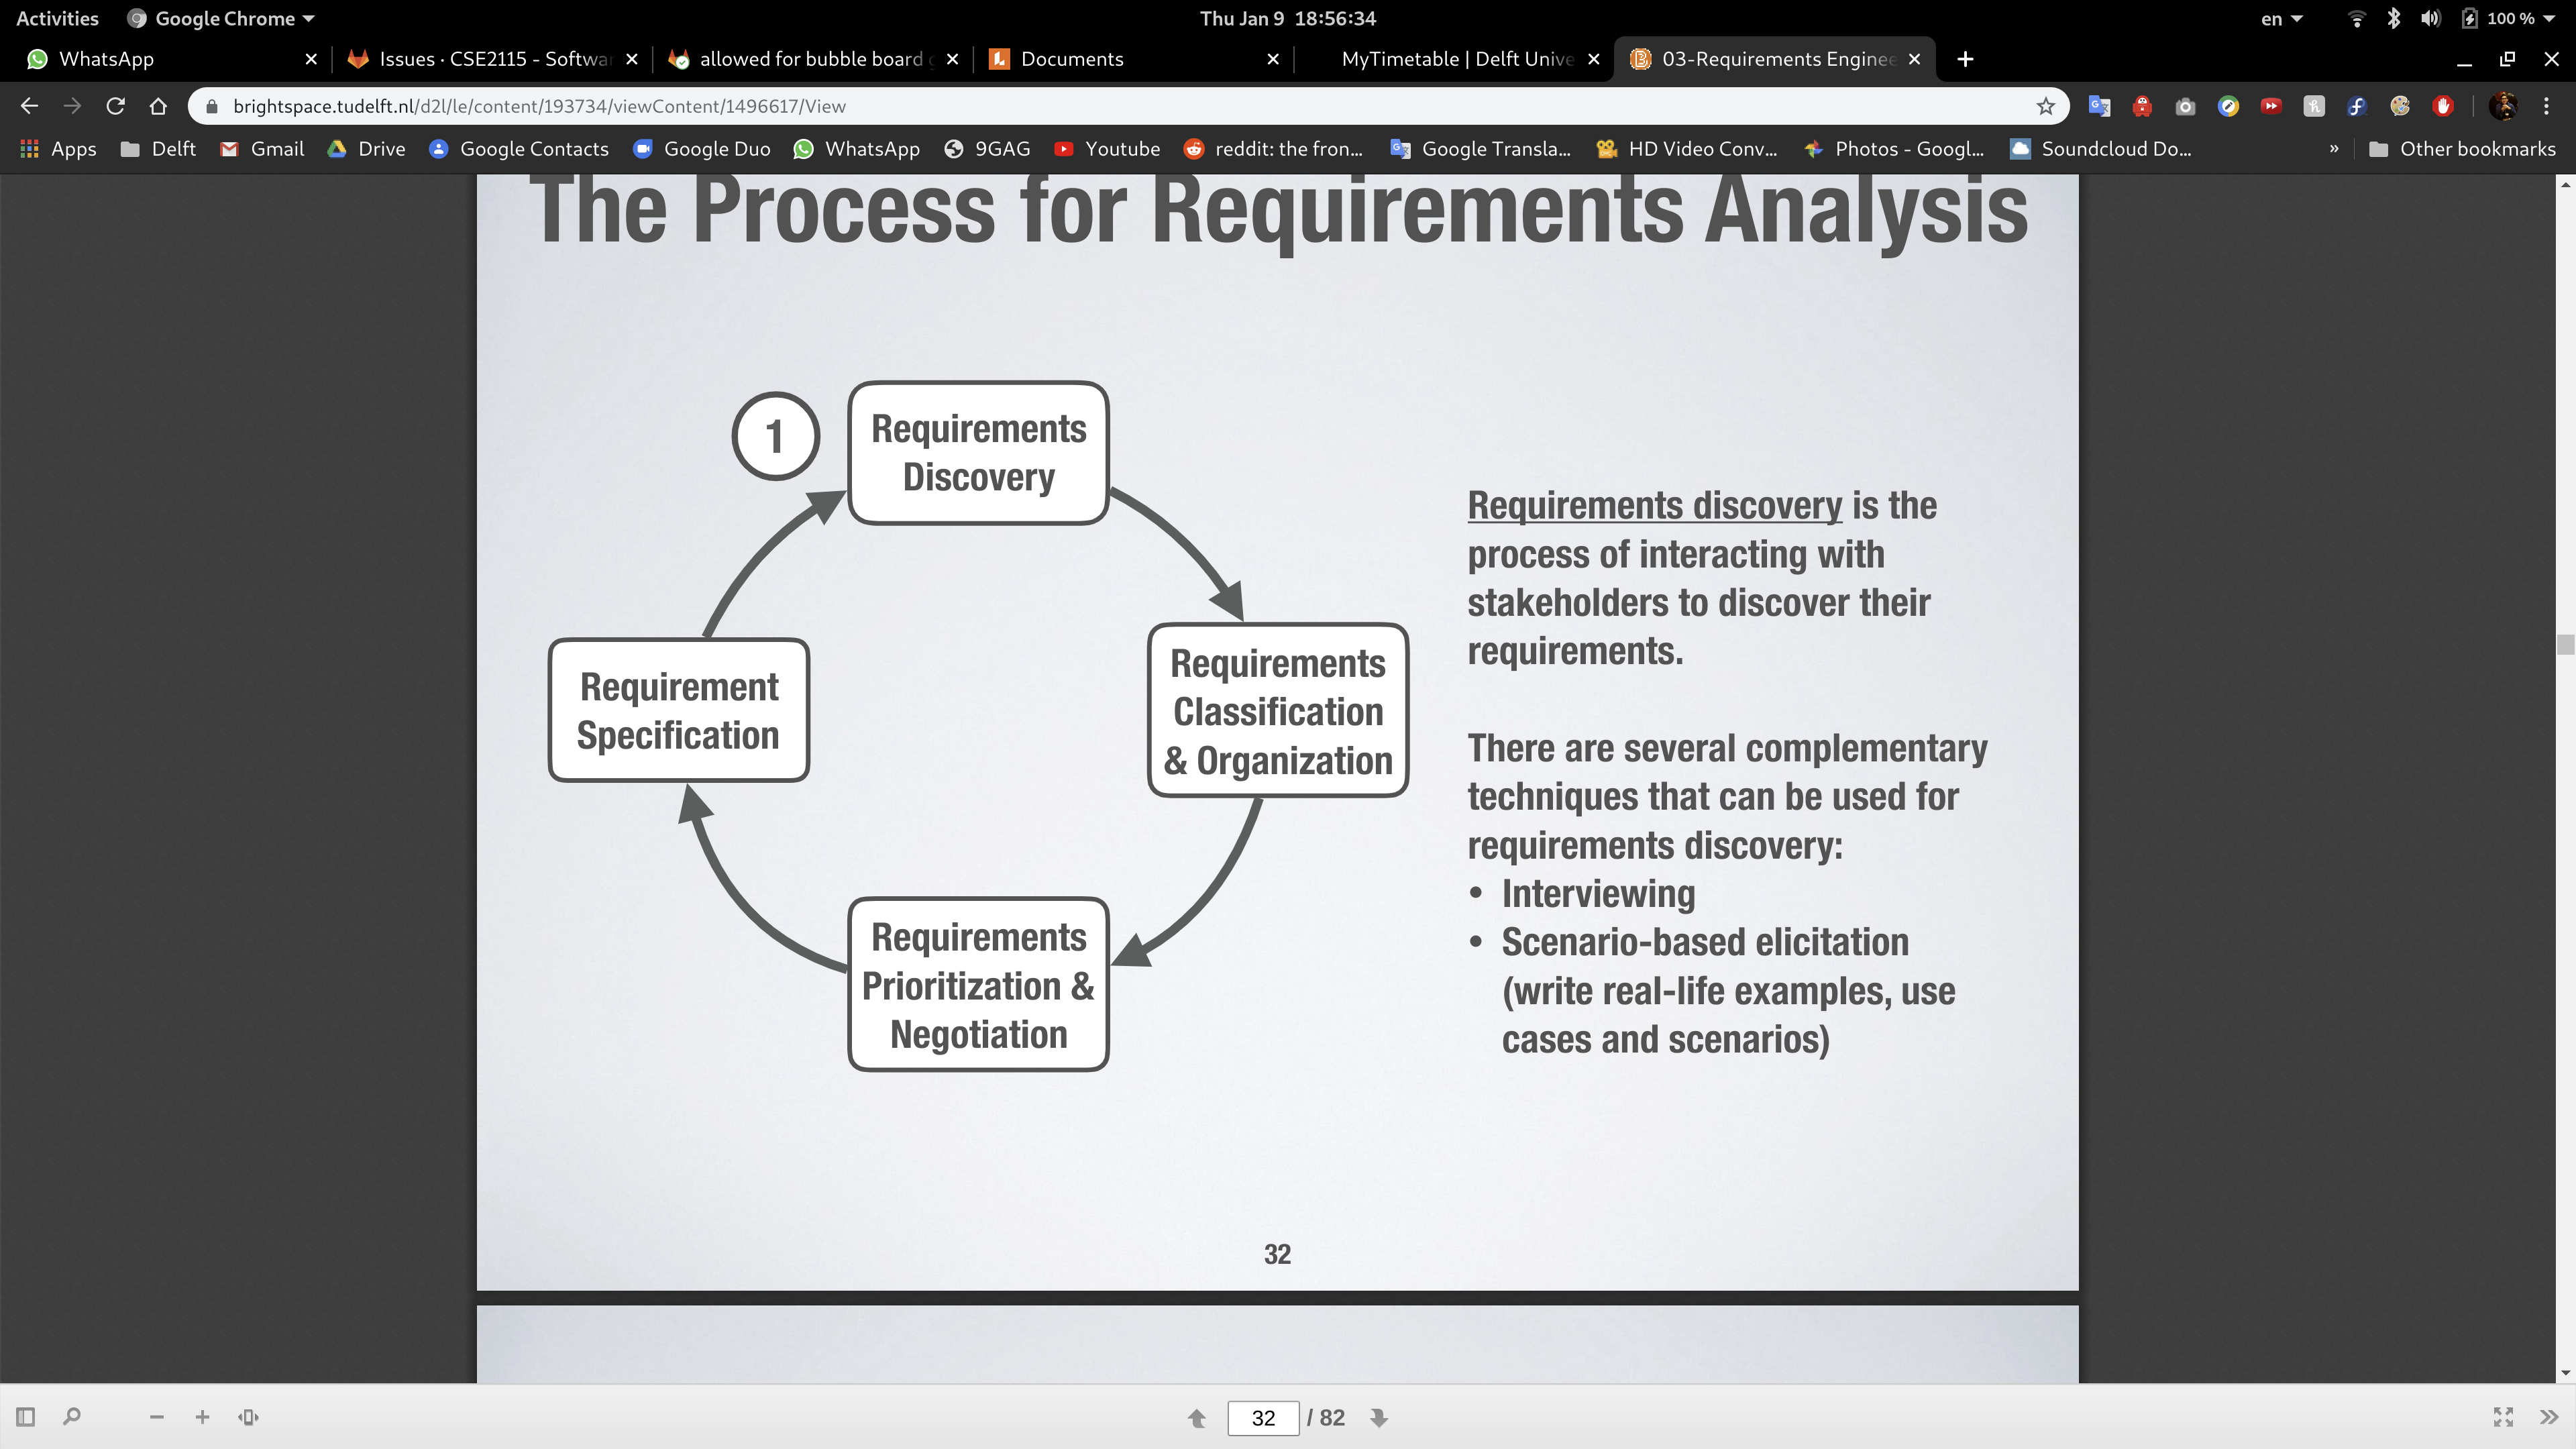 Activities
Google Chrome
Thu Jan 9 18:56:34
en
100 %
WhatsApp
Issues · CSE2115 - Softwar
allowed for bubble board g
Documents
MyTimetable | Delft Unive
03-Requirements Enginee
brightspace.tudelft.nl/d2l/le/content/193734/viewContent/1496617/View
Apps
Delft
Gmail
Drive
Google Contacts
Google Duo
WhatsApp
9GAG
Youtube
reddit: the fron...
Google Transla...
HD Video Conv...
Photos - Googl...
Soundcloud Do...
»
Other bookmarks
The Process for Requirements Analysis
1
Requirements
Discovery
Requirements
Classification
& Organization
Requirements
Prioritization &
Negotiation
Requirement
Specification
Requirements discovery is the
process of interacting with
stakeholders to discover their
requirements.
There are several complementary
techniques that can be used for
requirements discovery:
• Interviewing
• Scenario-based elicitation
(write real-life examples, use
cases and scenarios)
32
32 / 82